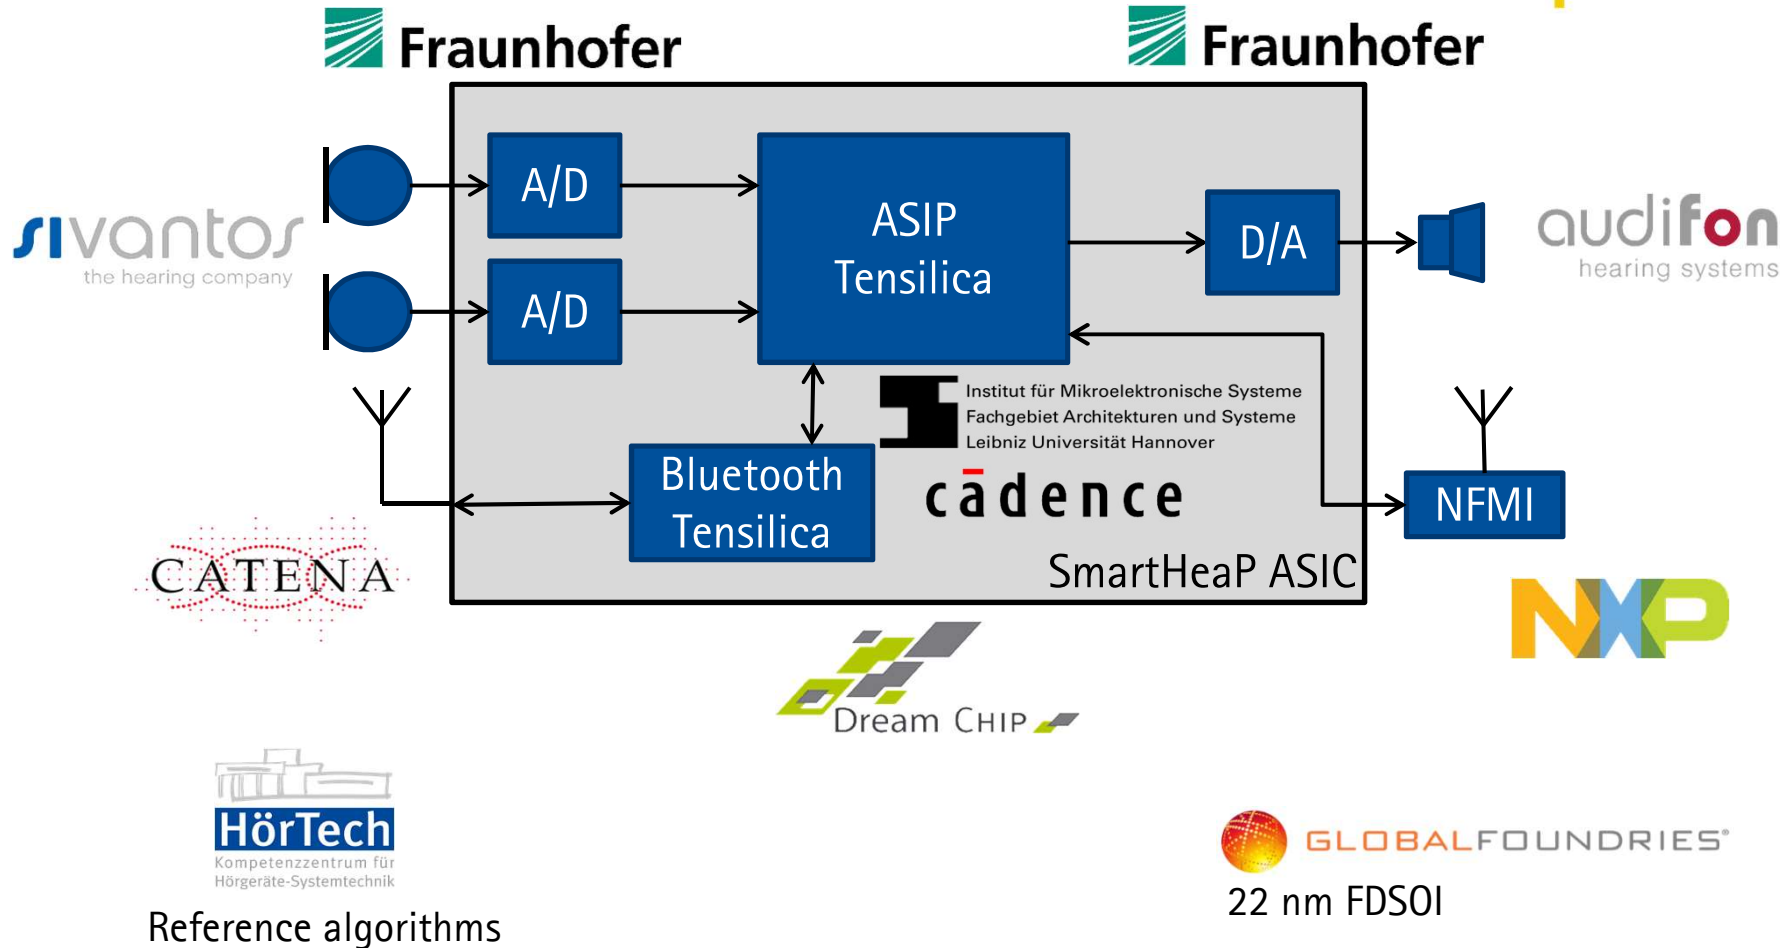 Fraunhofer
Fraunhofer
A/D
A/D
ASIP
Tensilica
D/A
sivantos
the hearing company
audifon
hearing systems
Institut für Mikroelektronische Systeme
Fachgebiet Architekturen und Systeme
Leibniz Universität Hannover
cādence
Bluetooth
Tensilica
NFMI
SmartHeaP ASIC
CATENA
NXP
Dream CHIP
HörTech
Kompetenzzentrum für
Hörgeräte-Systemtechnik
Reference algorithms
GLOBALFOUNDRIES®
22 nm FDSOI